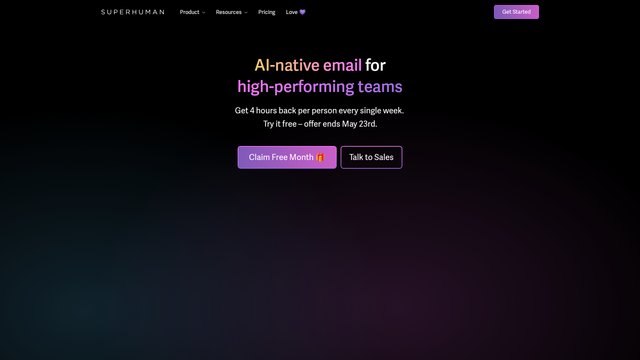 SUPERHUMAN
Product
Resources
Pricing
Love 💜
Get Started
AI-native email for
high-performing teams
Get 4 hours back per person every single week.
Try it free – offer ends May 23rd.
Claim Free Month 🎁
Talk to Sales